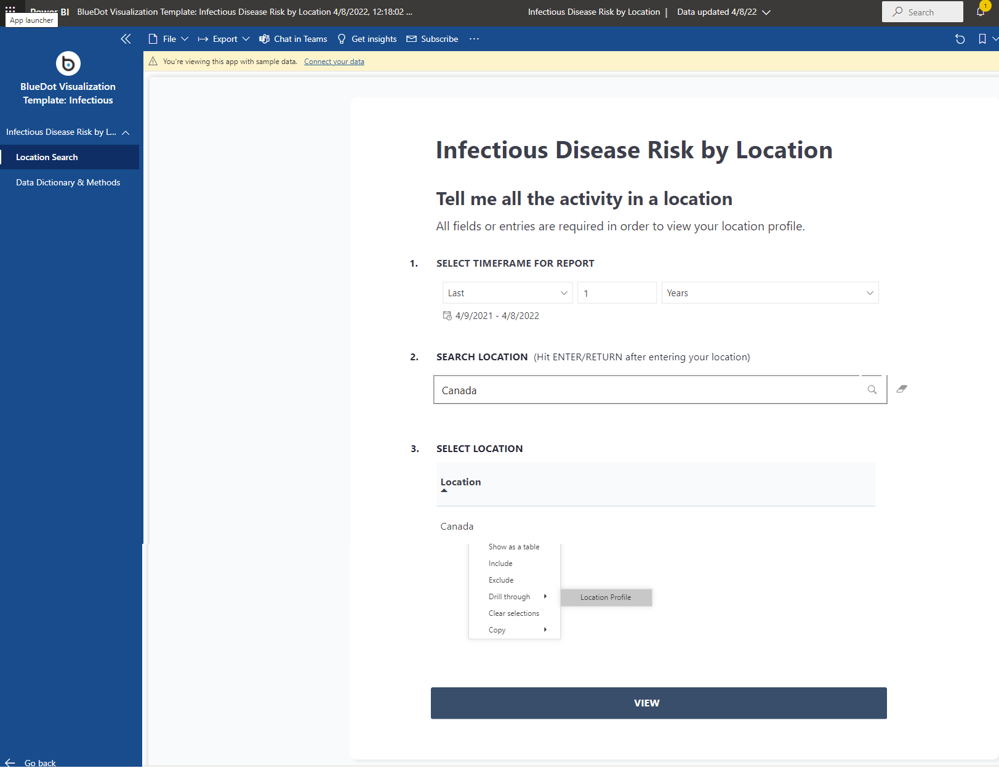 Power BI
BlueDot Visualization Template: Infectious Disease Risk by Location 4/8/2022, 12:18:02 ...
Infectious Disease Risk by Location | Data updated 4/8/22
Search
1
App launcher
File
Export
Chat in Teams
Get insights
Subscribe
...
You're viewing this app with sample data. Connect your data
b
BlueDot Visualization
Template: Infectious
Infectious Disease Risk by L...
Location Search
Data Dictionary & Methods
Go back
Infectious Disease Risk by Location
Tell me all the activity in a location
All fields or entries are required in order to view your location profile.
1. SELECT TIMEFRAME FOR REPORT
Last
1
Years
4/9/2021 - 4/8/2022
2. SEARCH LOCATION (Hit ENTER/RETURN after entering your location)
Canada
3. SELECT LOCATION
Location
Canada
Show as a table
Include
Exclude
Drill through
Location Profile
Clear selections
Copy
VIEW